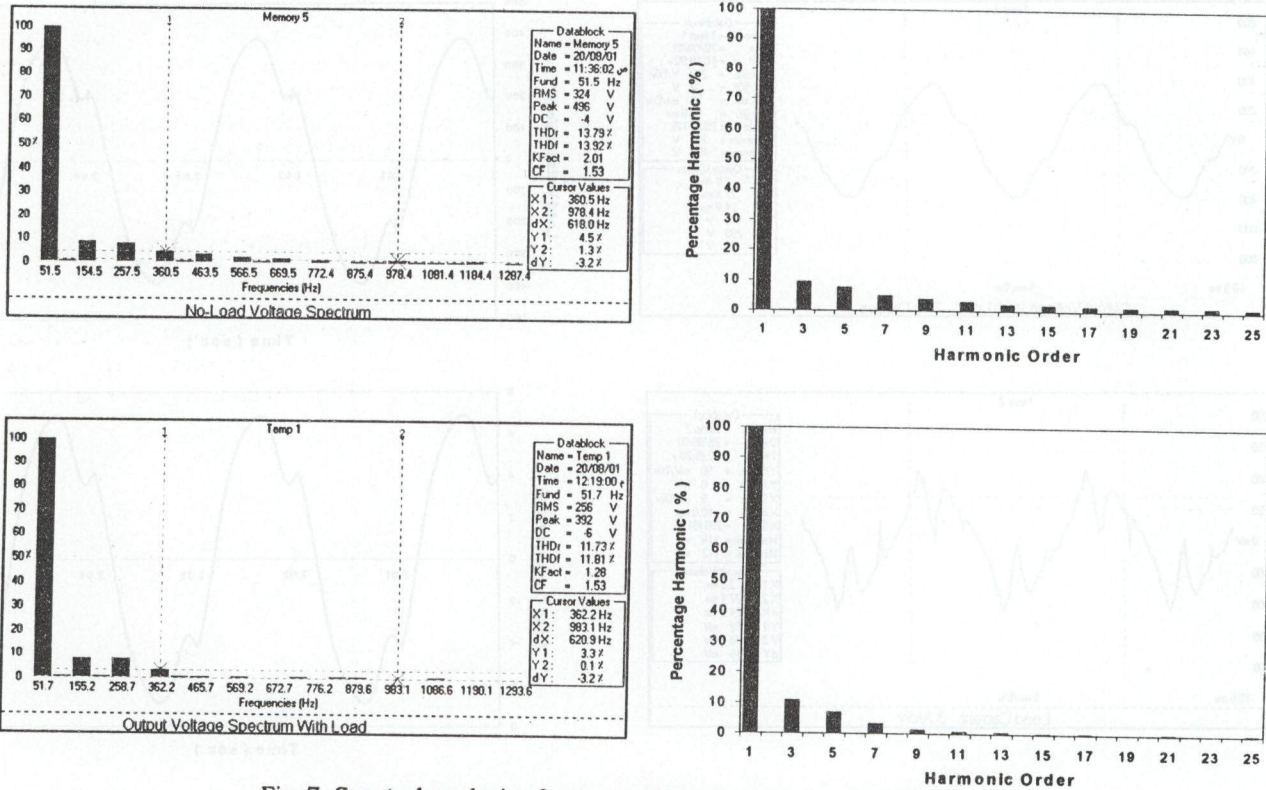 Memory 5
1
2
100
90
80
70
60
50%
40
30
20
10
0
51.5 154.5 257.5 360.5 463.5 566.5 669.5 772.4 875.4 978.4 1081.4 1184.4 1287.4
Frequencies (Hz)
No-Load Voltage Spectrum
Datablock
Name = Memory 5
Date = 20/08/01
Time = 11:36:02 ص
Fund = 51.5 Hz
RMS = 324 V
Peak = 496 V
DC = -4 V
THDr = 13.79 %
THDf = 13.92 %
KFact = 2.01
CF = 1.53
Cursor Values
X1: 360.5 Hz
X2: 978.4 Hz
dX: 618.0 Hz
Y1: 4.5 %
Y2: 1.3 %
dY: -3.2 %
Percentage Harmonic ( % )
100
90
80
70
60
50
40
30
20
10
0
1 3 5 7 9 11 13 15 17 19 21 23 25
Harmonic Order
Temp 1
1
2
100
90
80
70
60
50%
40
30
20
10
0
51.7 155.2 258.7 362.2 465.7 569.2 672.7 776.2 879.6 983.1 1086.6 1190.1 1293.6
Frequencies (Hz)
Output Voltage Spectrum With Load
Datablock
Name = Temp 1
Date = 20/08/01
Time = 12:19:00 م
Fund = 51.7 Hz
RMS = 256 V
Peak = 392 V
DC = -6 V
THDr = 11.73 %
THDf = 11.81 %
KFact = 1.28
CF = 1.53
Cursor Values
X1: 362.2 Hz
X2: 983.1 Hz
dX: 620.9 Hz
Y1: 3.3 %
Y2: 0.1 %
dY: -3.2 %
Percentage Harmonic ( % )
100
90
80
70
60
50
40
30
20
10
0
1 3 5 7 9 11 13 15 17 19 21 23 25
Harmonic Order